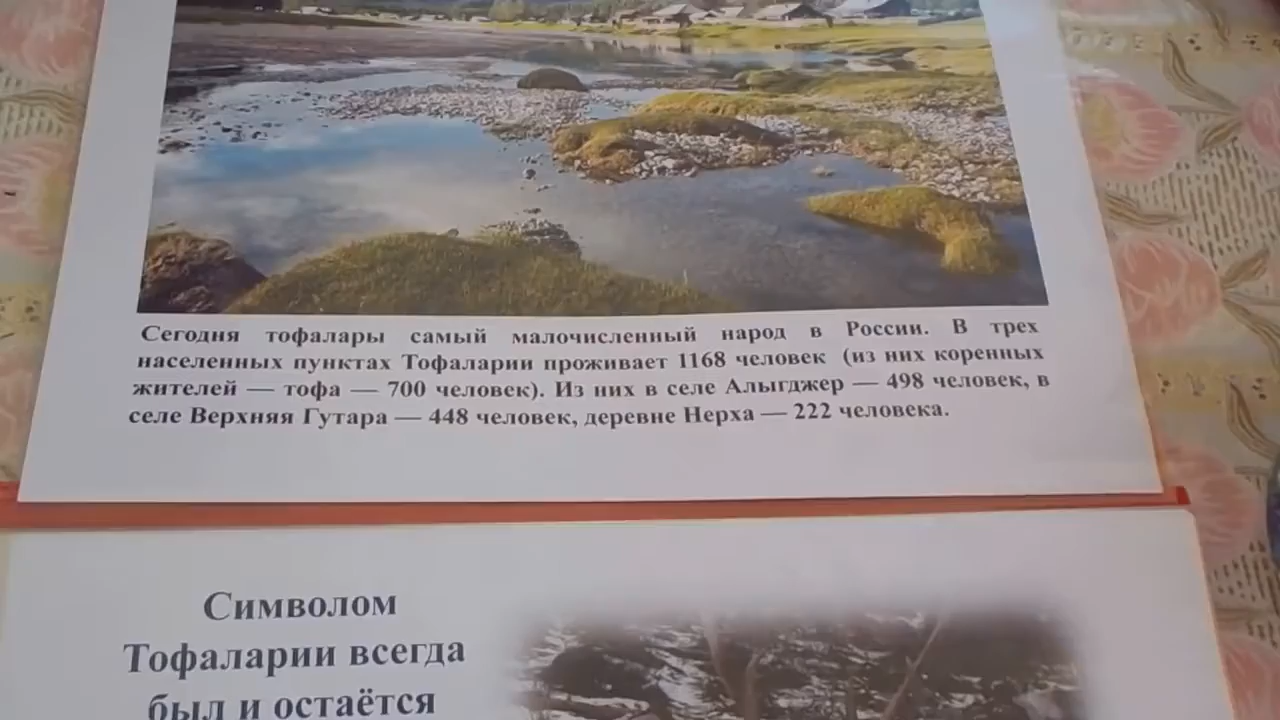 Сегодня тофалары самый малочисленный народ в России. В трех
населенных пунктах Тофаларии проживает 1168 человек (из них коренных
жителей — тофа — 700 человек). Из них в селе Алыгджер — 498 человек, в
селе Верхняя Гутара — 448 человек, деревне Нерха — 222 человека.
Символом
Тофаларии всегда
был и остаётся